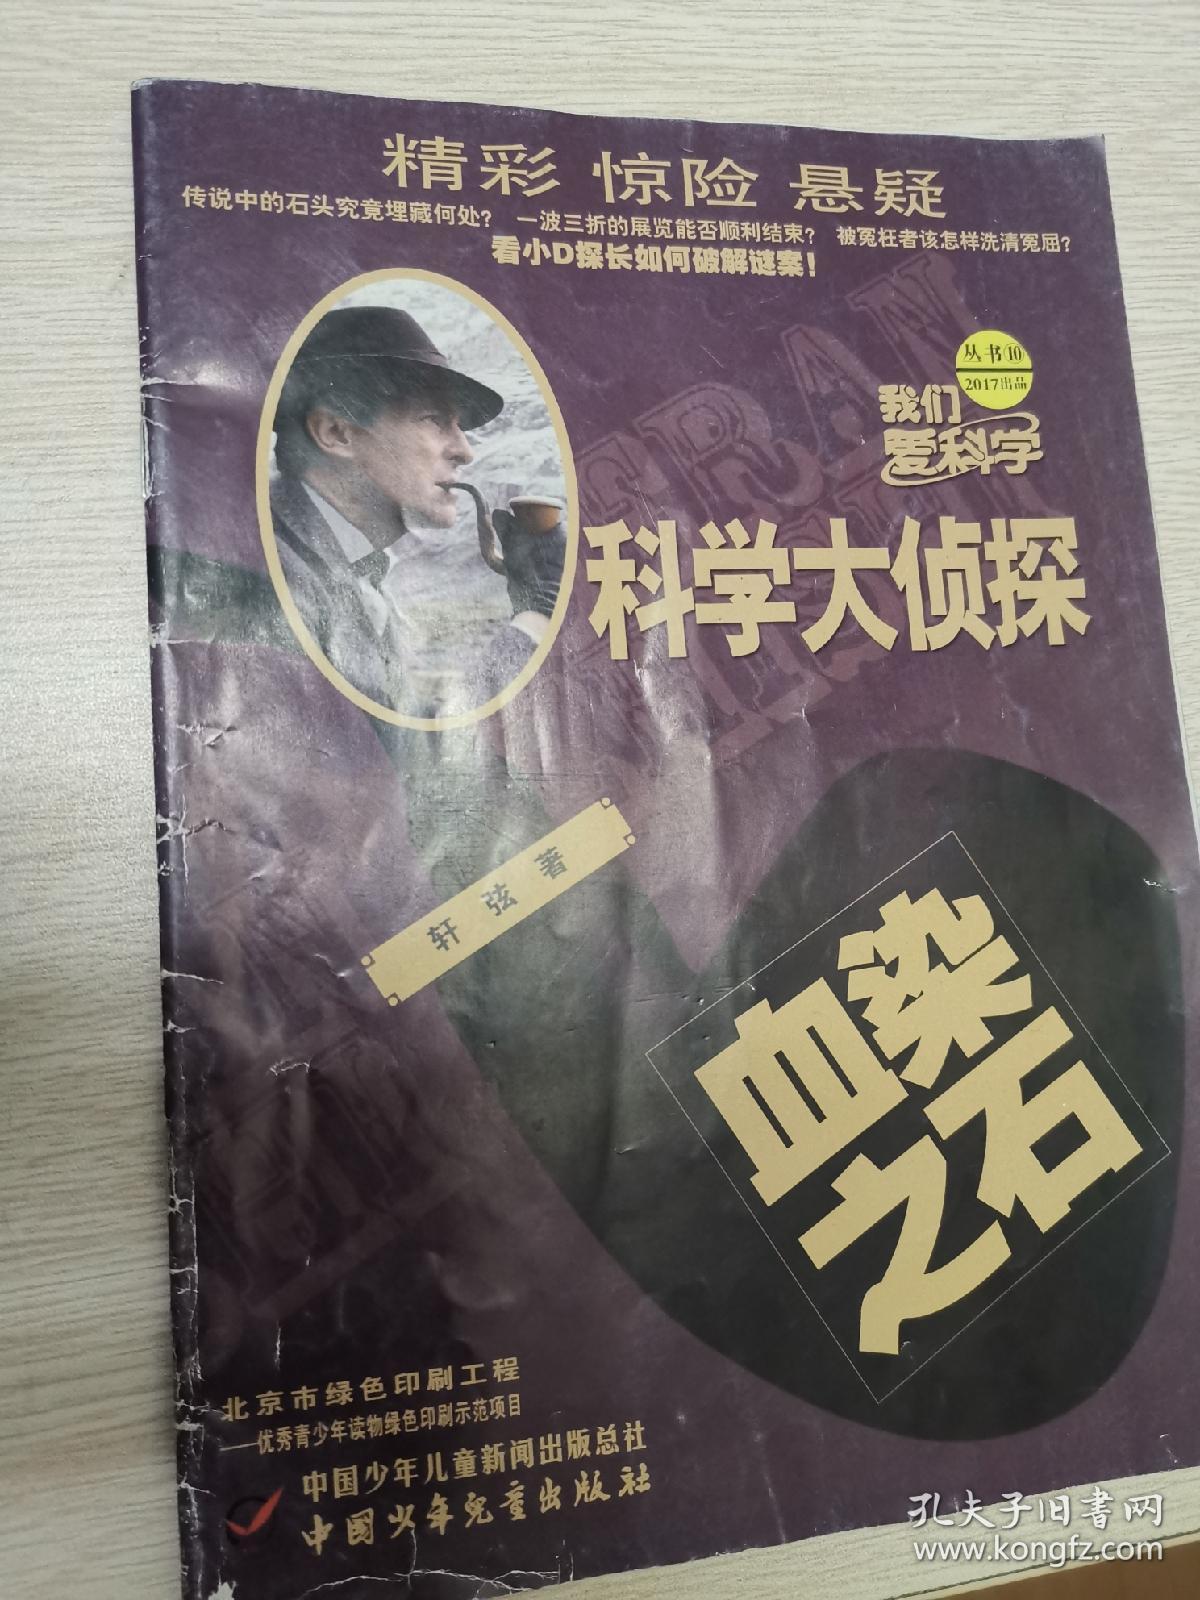 精彩 惊险 悬疑
传说中的石头究竟埋藏何处? 一波三折的展览能否顺利结束? 被冤枉者该怎样洗清冤屈?
看小D探长如何破解谜案!
丛书⑩
2017出品
我们
爱科学
科学大侦探
轩弦 著
血染
之石
北京市绿色印刷工程
——优秀青少年读物绿色印刷示范项目
中国少年儿童新闻出版总社
中國少年兒童出版社
孔夫子旧书网
www.kongfz.com